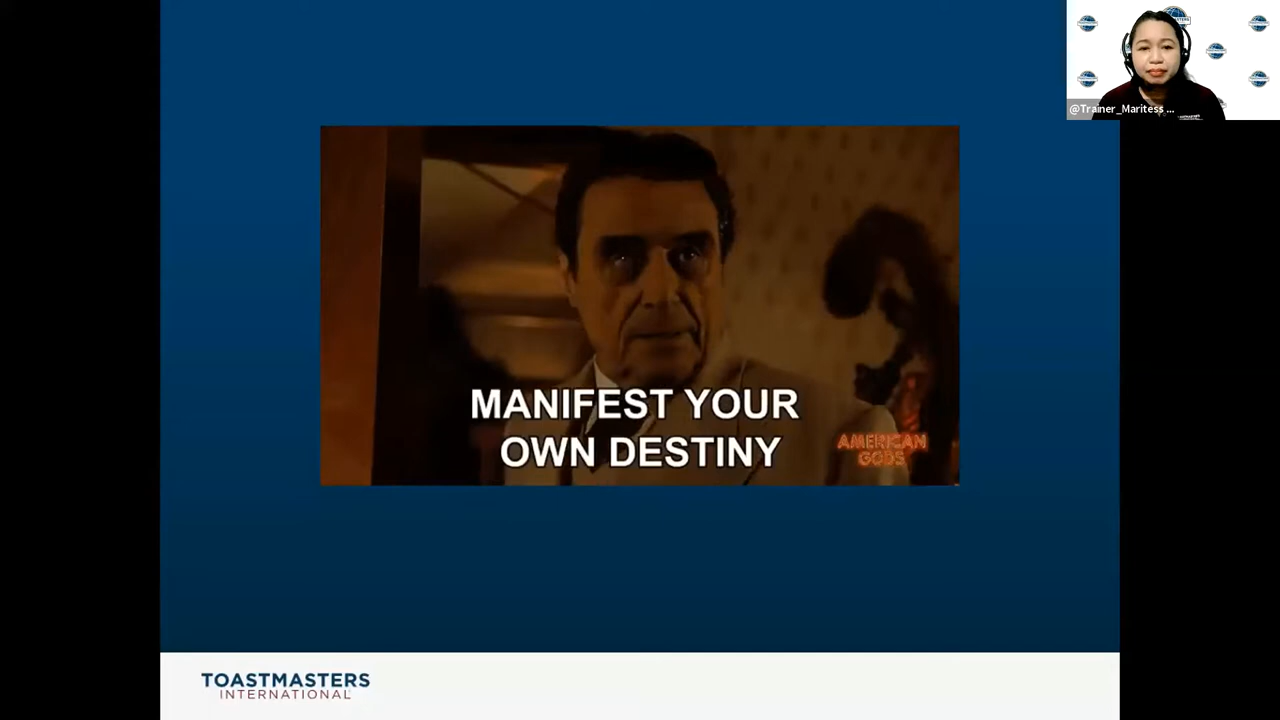 @Trainer_Maritess ...
MANIFEST YOUR
OWN DESTINY
AMERICAN
GODS
TOASTMASTERS
INTERNATIONAL